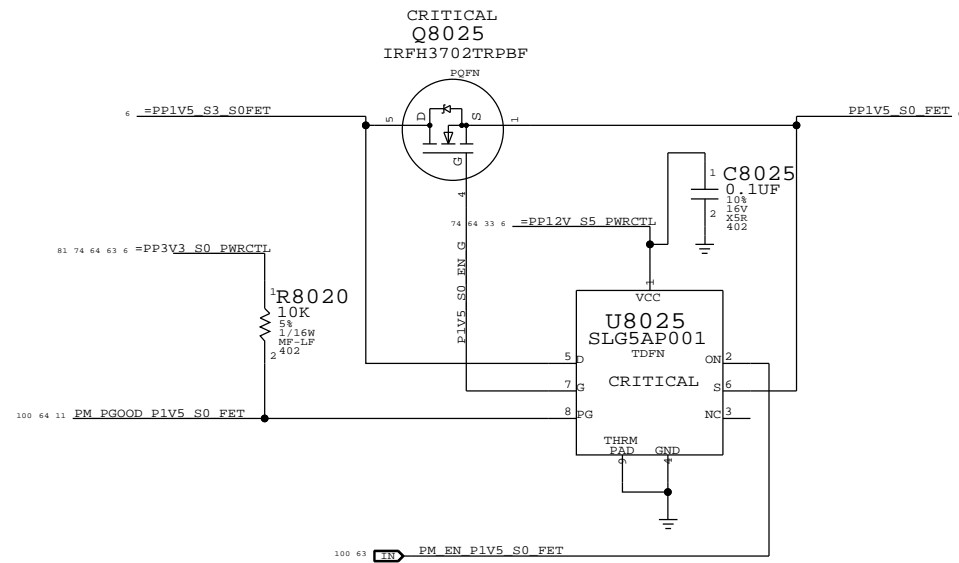 CRITICAL
Q8025
IRFH3702TRPBF
PQFN
6 =PP1V5_S3_S0FET
5
D
S
1
PP1V5_S0_FET
G
4
1
C8025
0.1UF
10%
16V
X5R
402
2
74 64 33 6 =PP12V_S5_PWRCTL
81 74 64 63 6 =PP3V3_S0_PWRCTL
P1V5_S0_EN_G
1
R8020
10K
5%
1/16W
MF-LF
402
2
1
VCC
U8025
SLG5AP001
TDFN
5 D
ON 2
CRITICAL
7 G
S 6
100 64 11 PM_PGOOD_P1V5_S0_FET
8 PG
NC 3
THRM
PAD
GND
9
4
100 63 IN PM_EN_P1V5_S0_FET